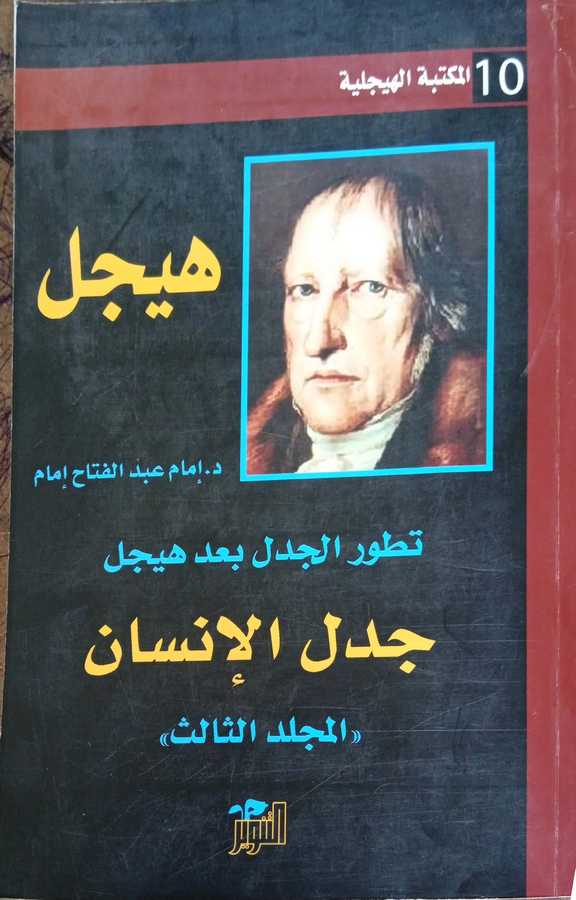 10 المكتبة الهيجلية
هيجل
د. إمام عبد الفتاح إمام
تطور الجدل بعد هيجل
جدل الإنسان
«المجلد الثالث»
التنوير